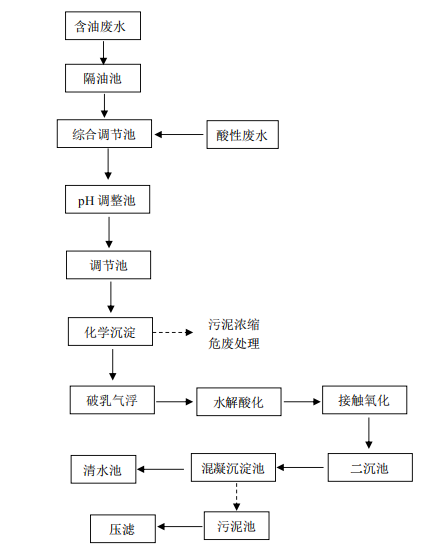 含油废水
隔油池
综合调节池
酸性废水
pH 调整池
调节池
化学沉淀
污泥浓缩
危废处理
破乳气浮
水解酸化
接触氧化
清水池
混凝沉淀池
二沉池
压滤
污泥池